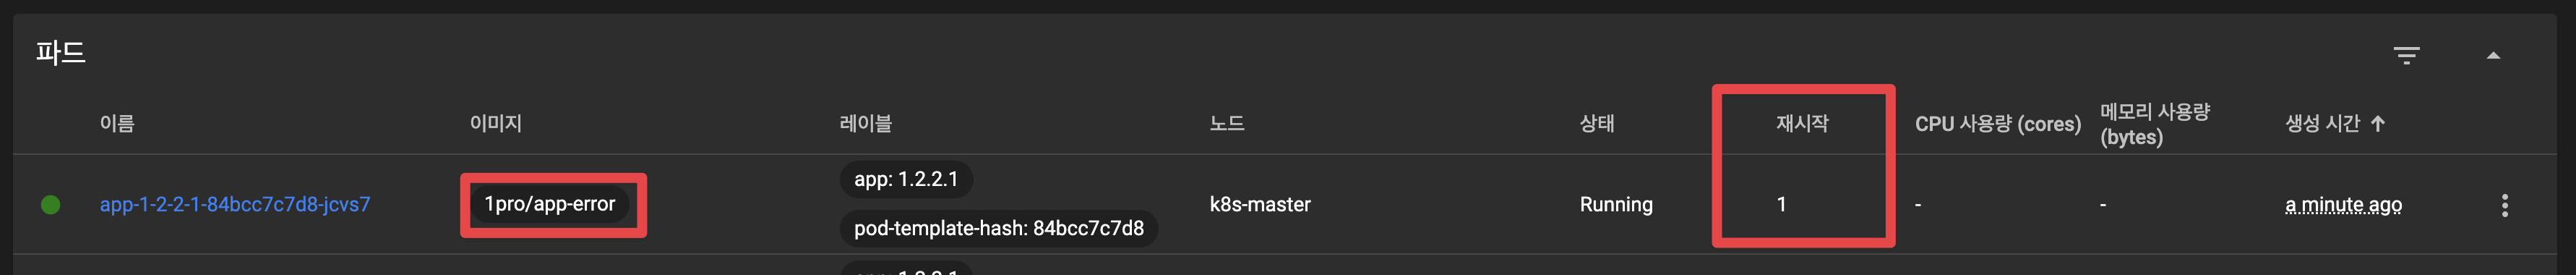 파드
이름
이미지
레이블
노드
상태
재시작
CPU 사용량 (cores)
메모리 사용량
(bytes)
생성 시간
app-1-2-2-1-84bcc7c7d8-jcvs7
1pro/app-error
app: 1.2.2.1
pod-template-hash: 84bcc7c7d8
k8s-master
Running
1
-
-
a minute ago